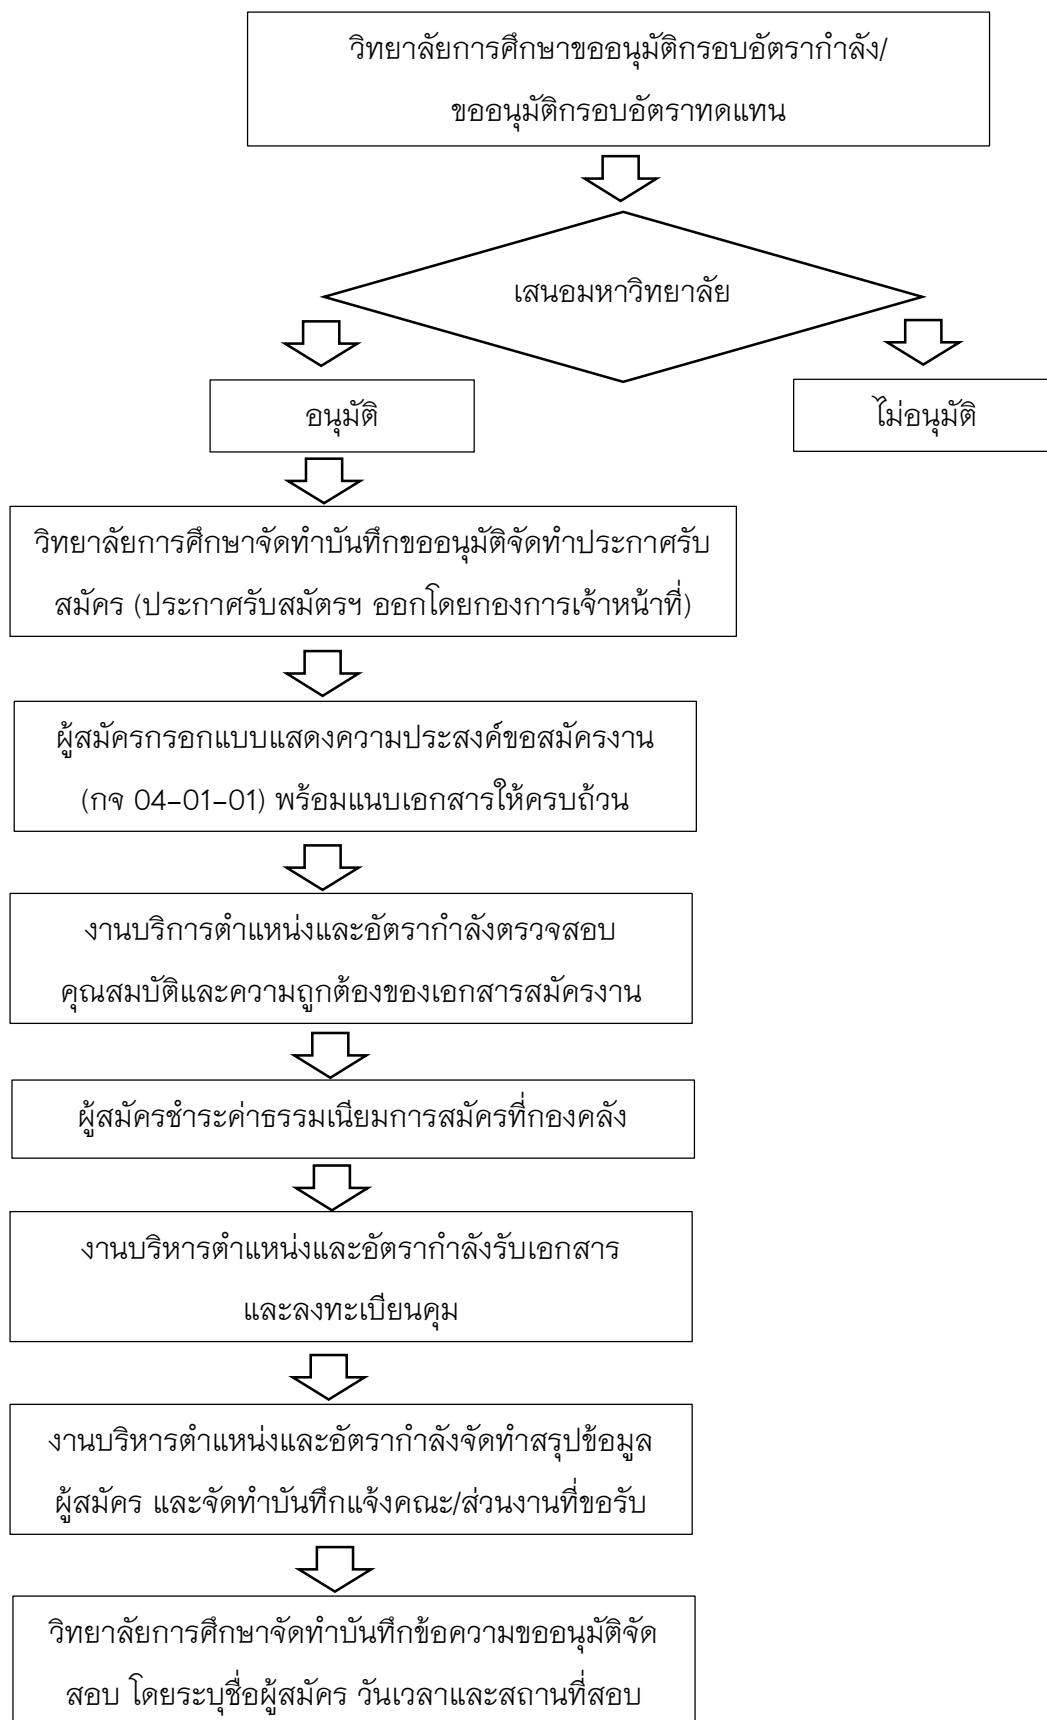 วิทยาลัยการศึกษาขออนุมัติกรอบอัตรากำลัง/
ขออนุมัติกรอบอัตราทดแทน
เสนอมหาวิทยาลัย
อนุมัติ
ไม่อนุมัติ
วิทยาลัยการศึกษาจัดทำบันทึกขออนุมัติจัดทำประกาศรับ
สมัคร (ประกาศรับสมัตรฯ ออกโดยกองการเจ้าหน้าที่)
ผู้สมัครกรอกแบบแสดงความประสงค์ขอสมัครงาน
(กจ 04-01-01) พร้อมแนบเอกสารให้ครบถ้วน
งานบริการตำแหน่งและอัตรากำลังตรวจสอบ
คุณสมบัติและความถูกต้องของเอกสารสมัครงาน
ผู้สมัครชำระค่าธรรมเนียมการสมัครที่กองคลัง
งานบริหารตำแหน่งและอัตรากำลังรับเอกสาร
และลงทะเบียนคุม
งานบริหารตำแหน่งและอัตรากำลังจัดทำสรุปข้อมูล
ผู้สมัคร และจัดทำบันทึกแจ้งคณะ/ส่วนงานที่ขอรับ
วิทยาลัยการศึกษาจัดทำบันทึกข้อความขออนุมัติจัด
สอบ โดยระบุชื่อผู้สมัคร วันเวลาและสถานที่สอบ